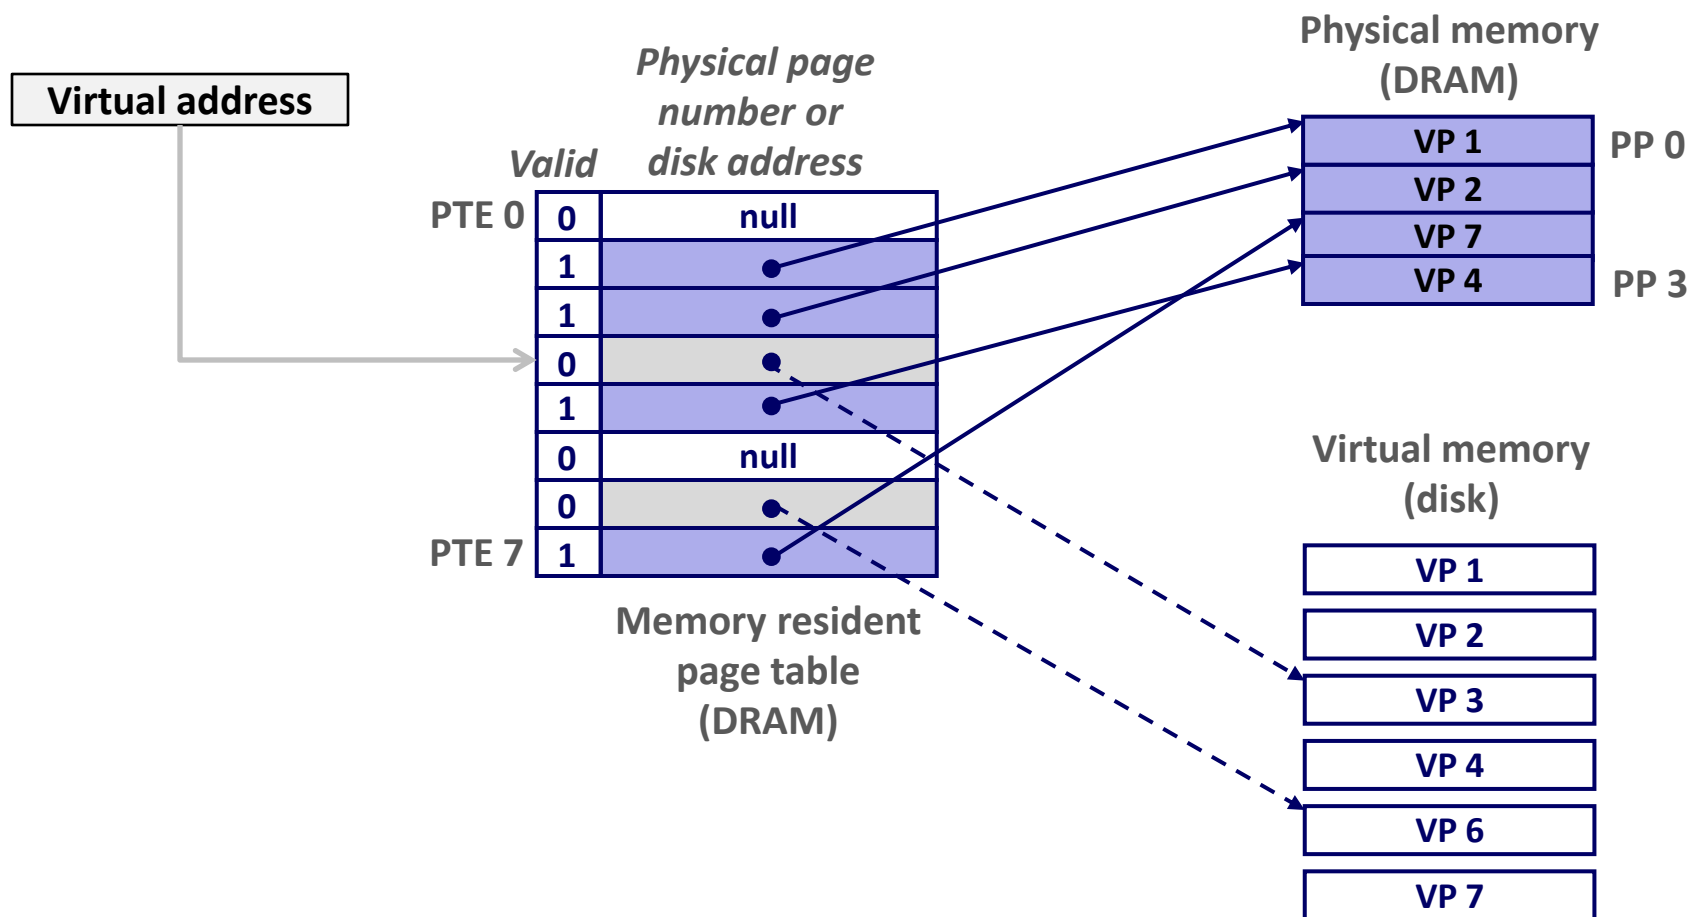 Virtual address
Physical page
number or
disk address
Valid
PTE 0
0 null
1
1
0
1
0 null
0
PTE 7
1
Memory resident
page table
(DRAM)
Physical memory
(DRAM)
VP 1
PP 0
VP 2
VP 7
VP 4
PP 3
Virtual memory
(disk)
VP 1
VP 2
VP 3
VP 4
VP 6
VP 7